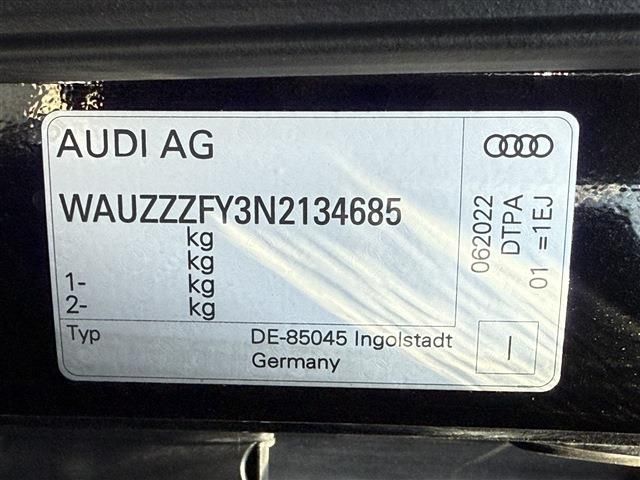 AUDI AG
WAUZZZFY3N2134685
kg
kg
1- kg
2- kg
Typ
DE-85045 Ingolstadt
Germany
062022
DTPA
01 =1EJ
I